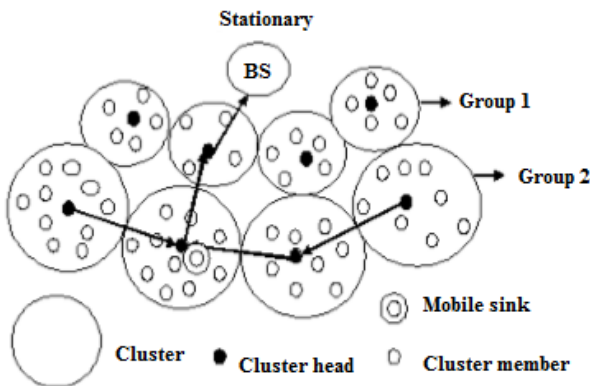 Stationary
BS
Group 1
Group 2
Mobile sink
Cluster
Cluster head
Cluster member